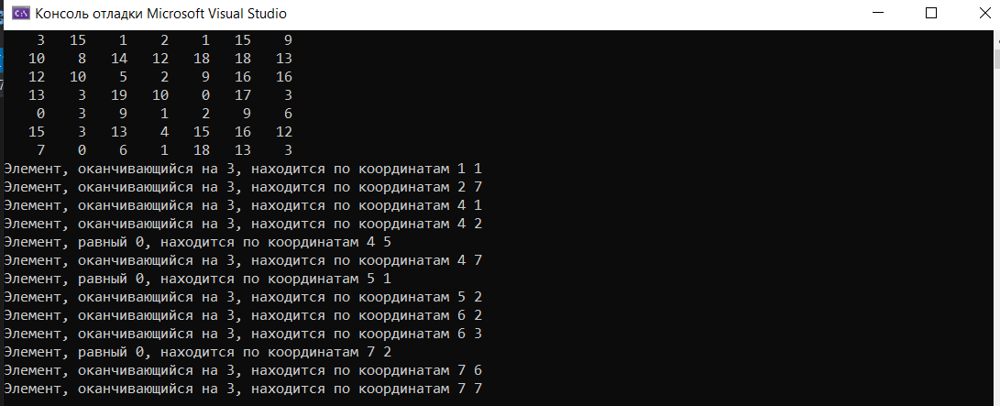 Консоль отладки Microsoft Visual Studio
3 15 1 2 1 15 9
10 8 14 12 18 18 13
12 10 5 2 9 16 16
13 3 19 10 0 17 3
0 3 9 1 2 9 6
15 3 13 4 15 16 12
7 0 6 1 18 13 3
Элемент, оканчивающийся на 3, находится по координатам 1 1
Элемент, оканчивающийся на 3, находится по координатам 2 7
Элемент, оканчивающийся на 3, находится по координатам 4 1
Элемент, оканчивающийся на 3, находится по координатам 4 2
Элемент, равный 0, находится по координатам 4 5
Элемент, оканчивающийся на 3, находится по координатам 4 7
Элемент, равный 0, находится по координатам 5 1
Элемент, оканчивающийся на 3, находится по координатам 5 2
Элемент, оканчивающийся на 3, находится по координатам 6 2
Элемент, оканчивающийся на 3, находится по координатам 6 3
Элемент, равный 0, находится по координатам 7 2
Элемент, оканчивающийся на 3, находится по координатам 7 6
Элемент, оканчивающийся на 3, находится по координатам 7 7